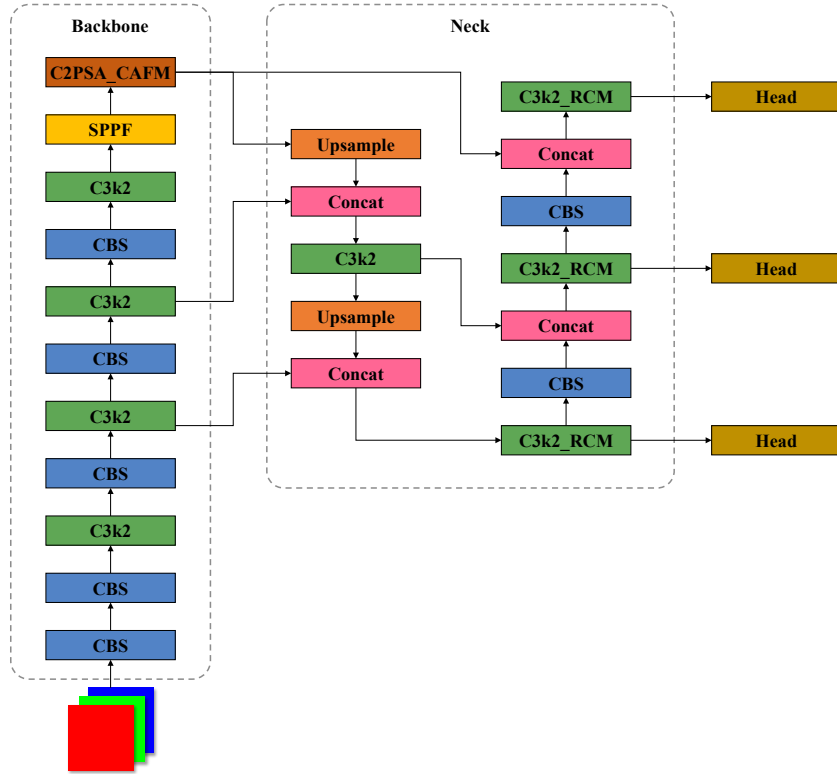 Backbone
C2PSA_CAFM
SPPF
C3k2
CBS
C3k2
CBS
C3k2
CBS
C3k2
CBS
CBS
Neck
Upsample
Concat
C3k2
Upsample
Concat
C3k2_RCM
Concat
CBS
C3k2_RCM
Concat
CBS
C3k2_RCM
Head
Head
Head